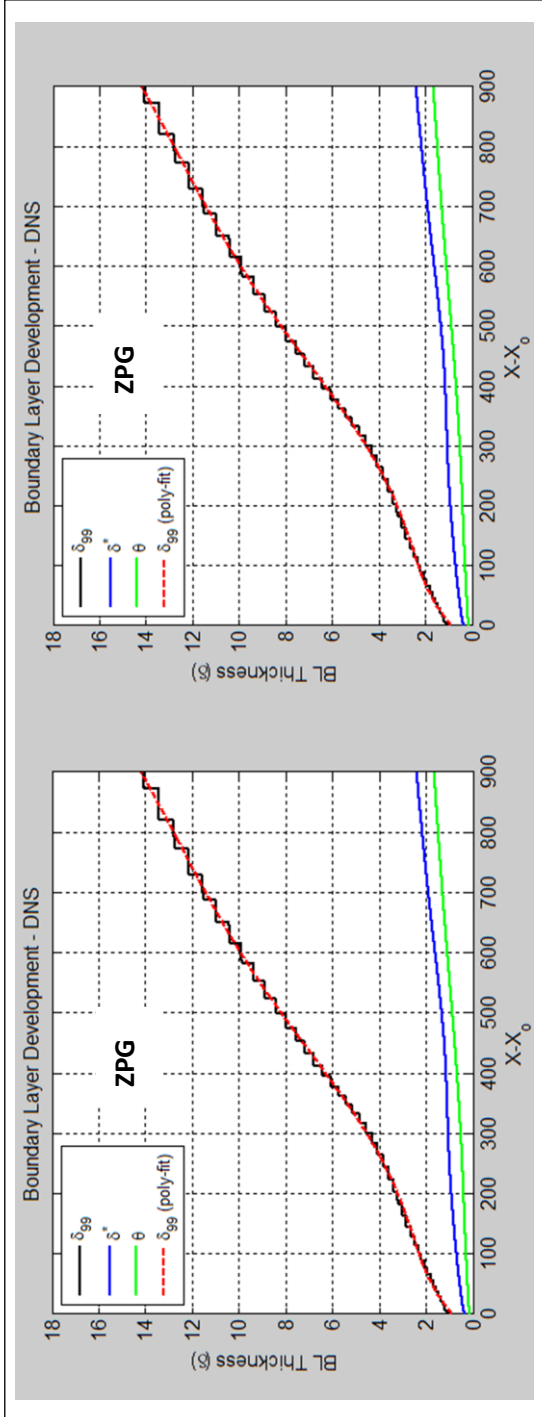 Boundary Layer Development - DNS
18
16
14
12
10
8
6
4
2
0
BL Thickness (δ)
δ99
δ*
θ
δ99 (poly-fit)
ZPG
0 100 200 300 400 500 600 700 800 900
X-X0
Boundary Layer Development - DNS
18
16
14
12
10
8
6
4
2
0
BL Thickness (δ)
δ99
δ*
θ
δ99 (poly-fit)
ZPG
0 100 200 300 400 500 600 700 800 900
X-X0